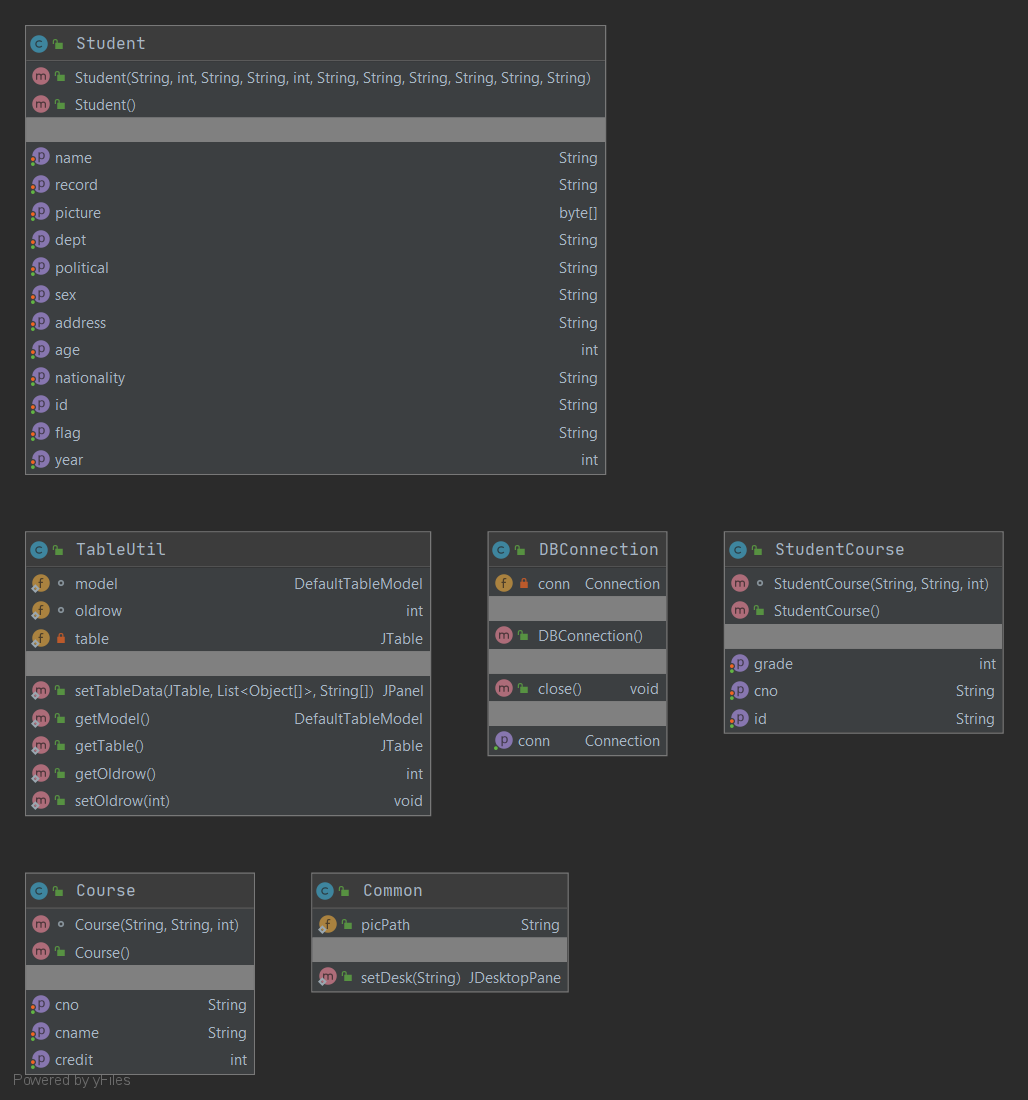 Student
Student(String, int, String, String, int, String, String, String, String, String, String)
Student()
name String
record String
picture byte[]
dept String
political String
sex String
address String
age int
nationality String
id String
flag String
year int
TableUtil
model DefaultTableModel
oldrow int
table JTable
setTableData(JTable, List<Object[]>, String[]) JPanel
getModel() DefaultTableModel
getTable() JTable
getOldrow() int
setOldrow(int) void
DBConnection
conn Connection
DBConnection()
close() void
conn Connection
StudentCourse
StudentCourse(String, String, int)
StudentCourse()
grade int
cno String
id String
Course
Course(String, String, int)
Course()
cno String
cname String
credit int
Common
picPath String
setDesk(String) JDesktopPane
Powered by yFiles